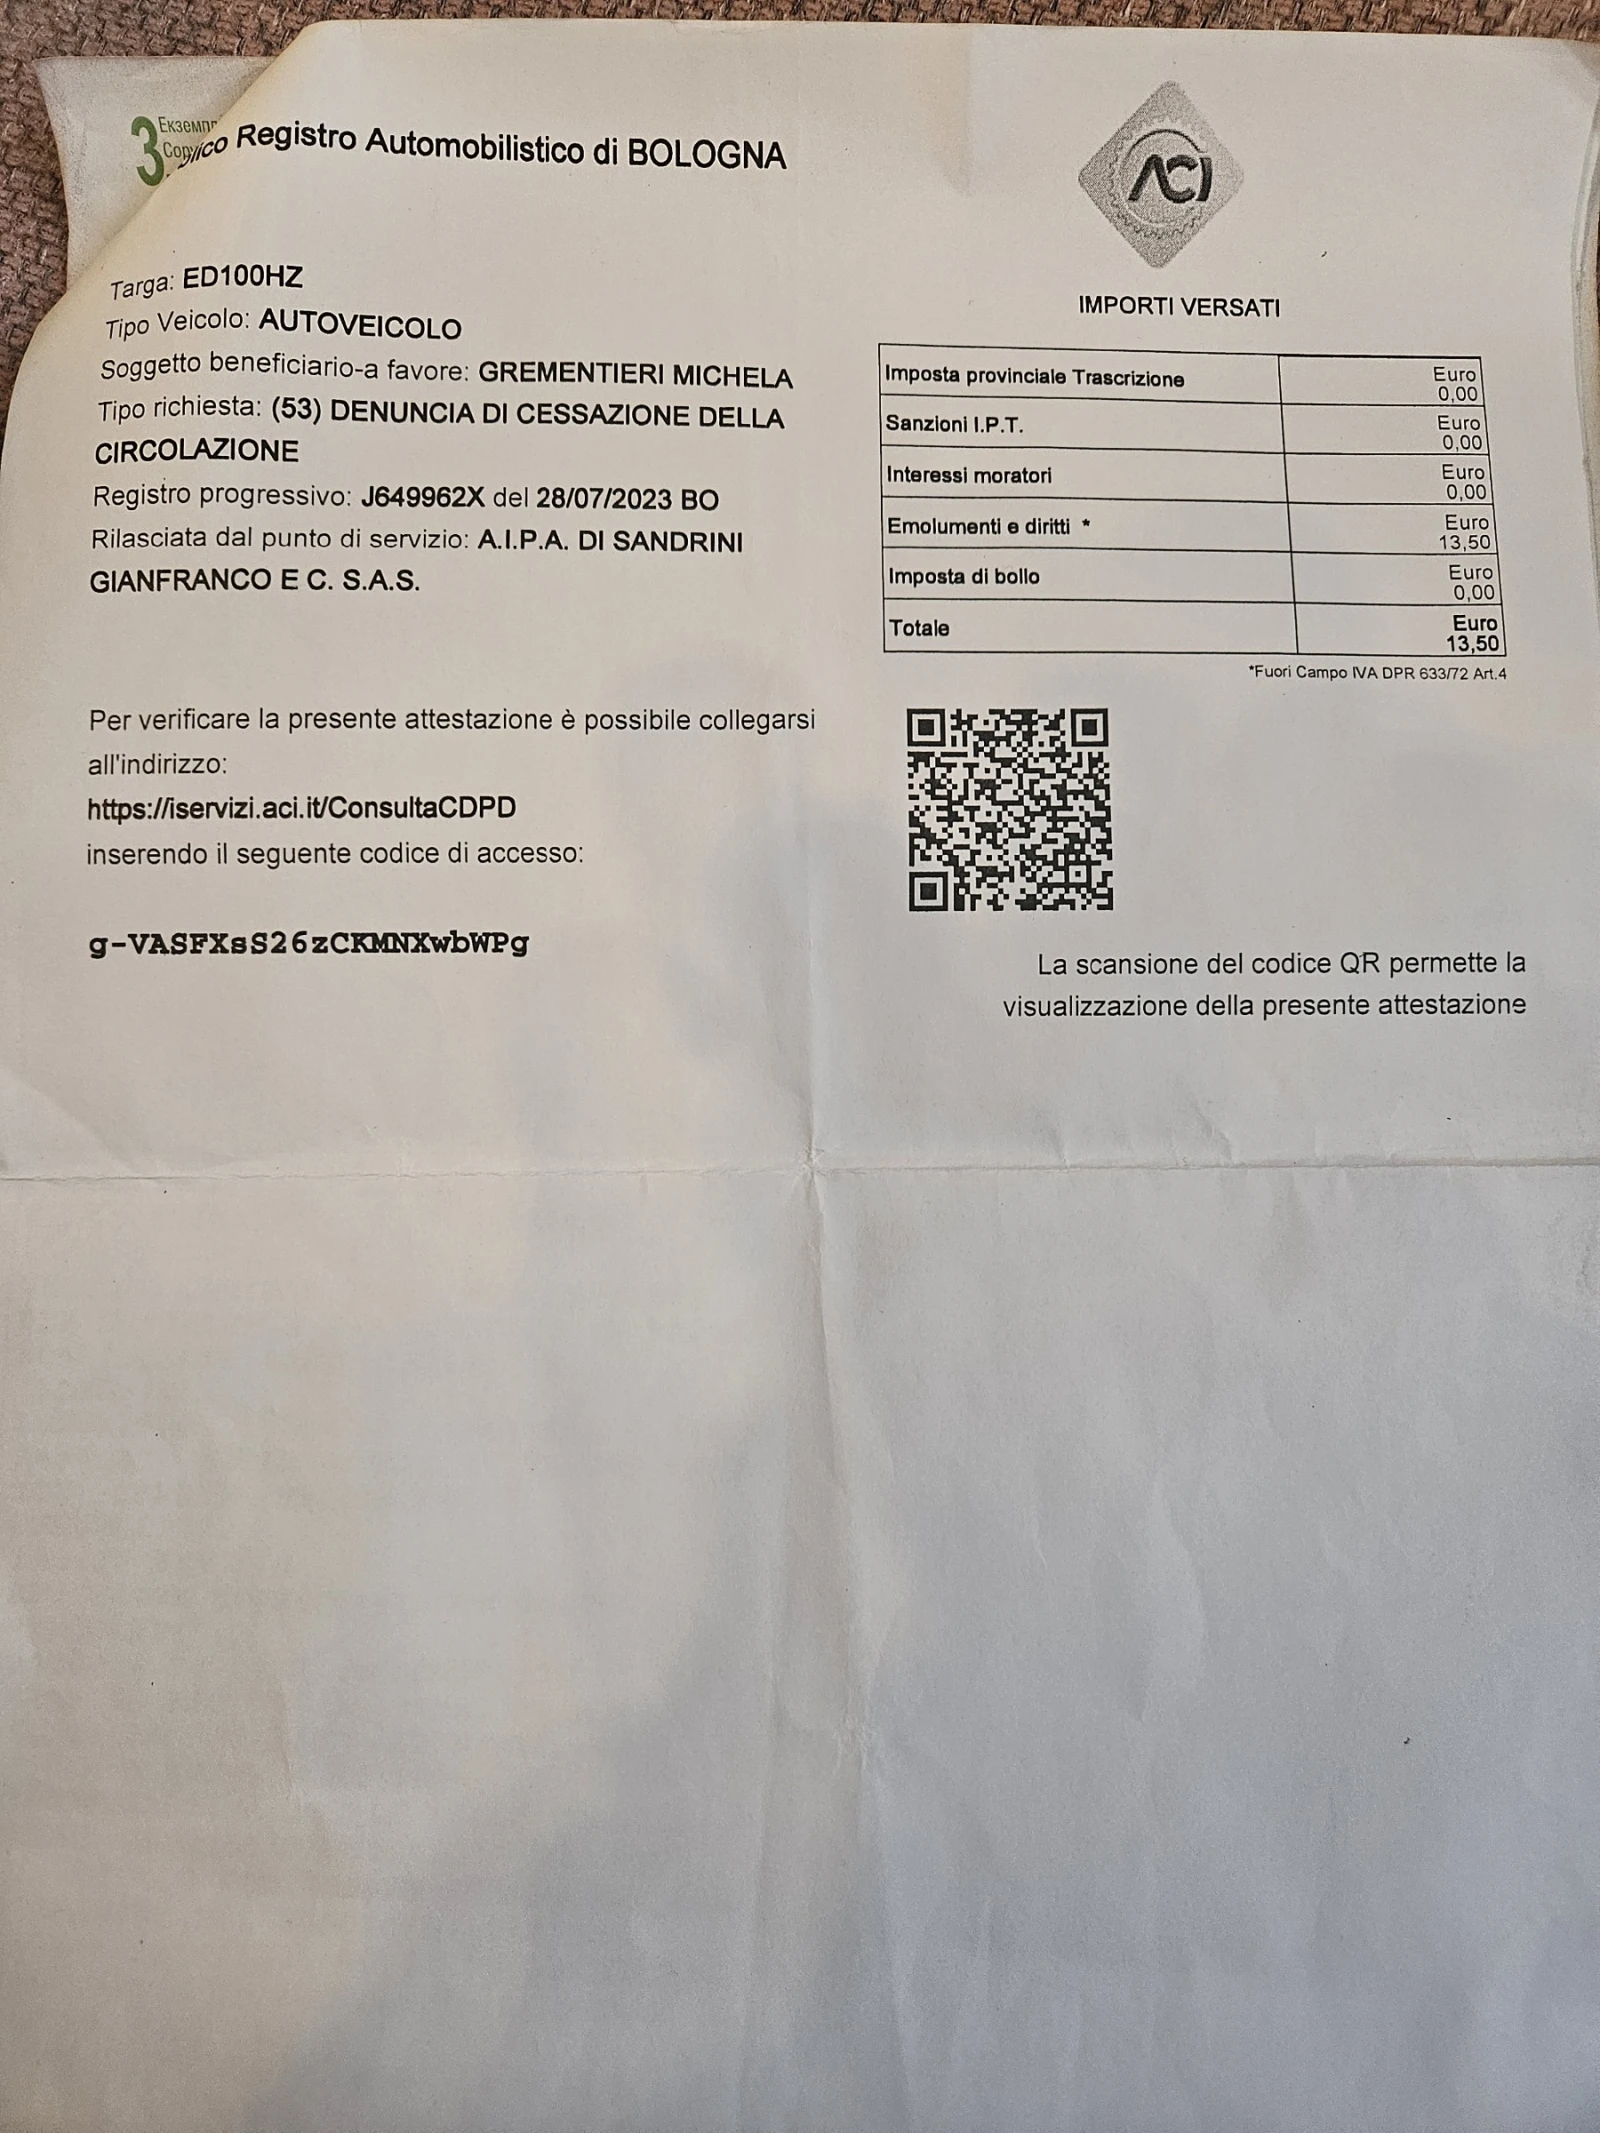 3
Copy
ico Registro Automobilistico di BOLOGNA
ACI
Targa: ED100HZ
Tipo Veicolo: AUTOVEICOLO
Soggetto beneficiario-a favore: GREMENTIERI MICHELA
Tipo richiesta: (53) DENUNCIA DI CESSAZIONE DELLA
CIRCOLAZIONE
Registro progressivo: J649962X del 28/07/2023 BO
Rilasciata dal punto di servizio: A.I.P.A. DI SANDRINI
GIANFRANCO E C. S.A.S.
IMPORTI VERSATI
Imposta provinciale Trascrizione Euro 0,00
Sanzioni I.P.T. Euro 0,00
Interessi moratori Euro 0,00
Emolumenti e diritti * Euro 13,50
Imposta di bollo Euro 0,00
Totale Euro 13,50
*Fuori Campo IVA DPR 633/72 Art.4
Per verificare la presente attestazione è possibile collegarsi
all'indirizzo:
https://iservizi.aci.it/ConsultaCDPD
inserendo il seguente codice di accesso:
g-VASFXsS26zCKMNXwbWPg
La scansione del codice QR permette la
visualizzazione della presente attestazione